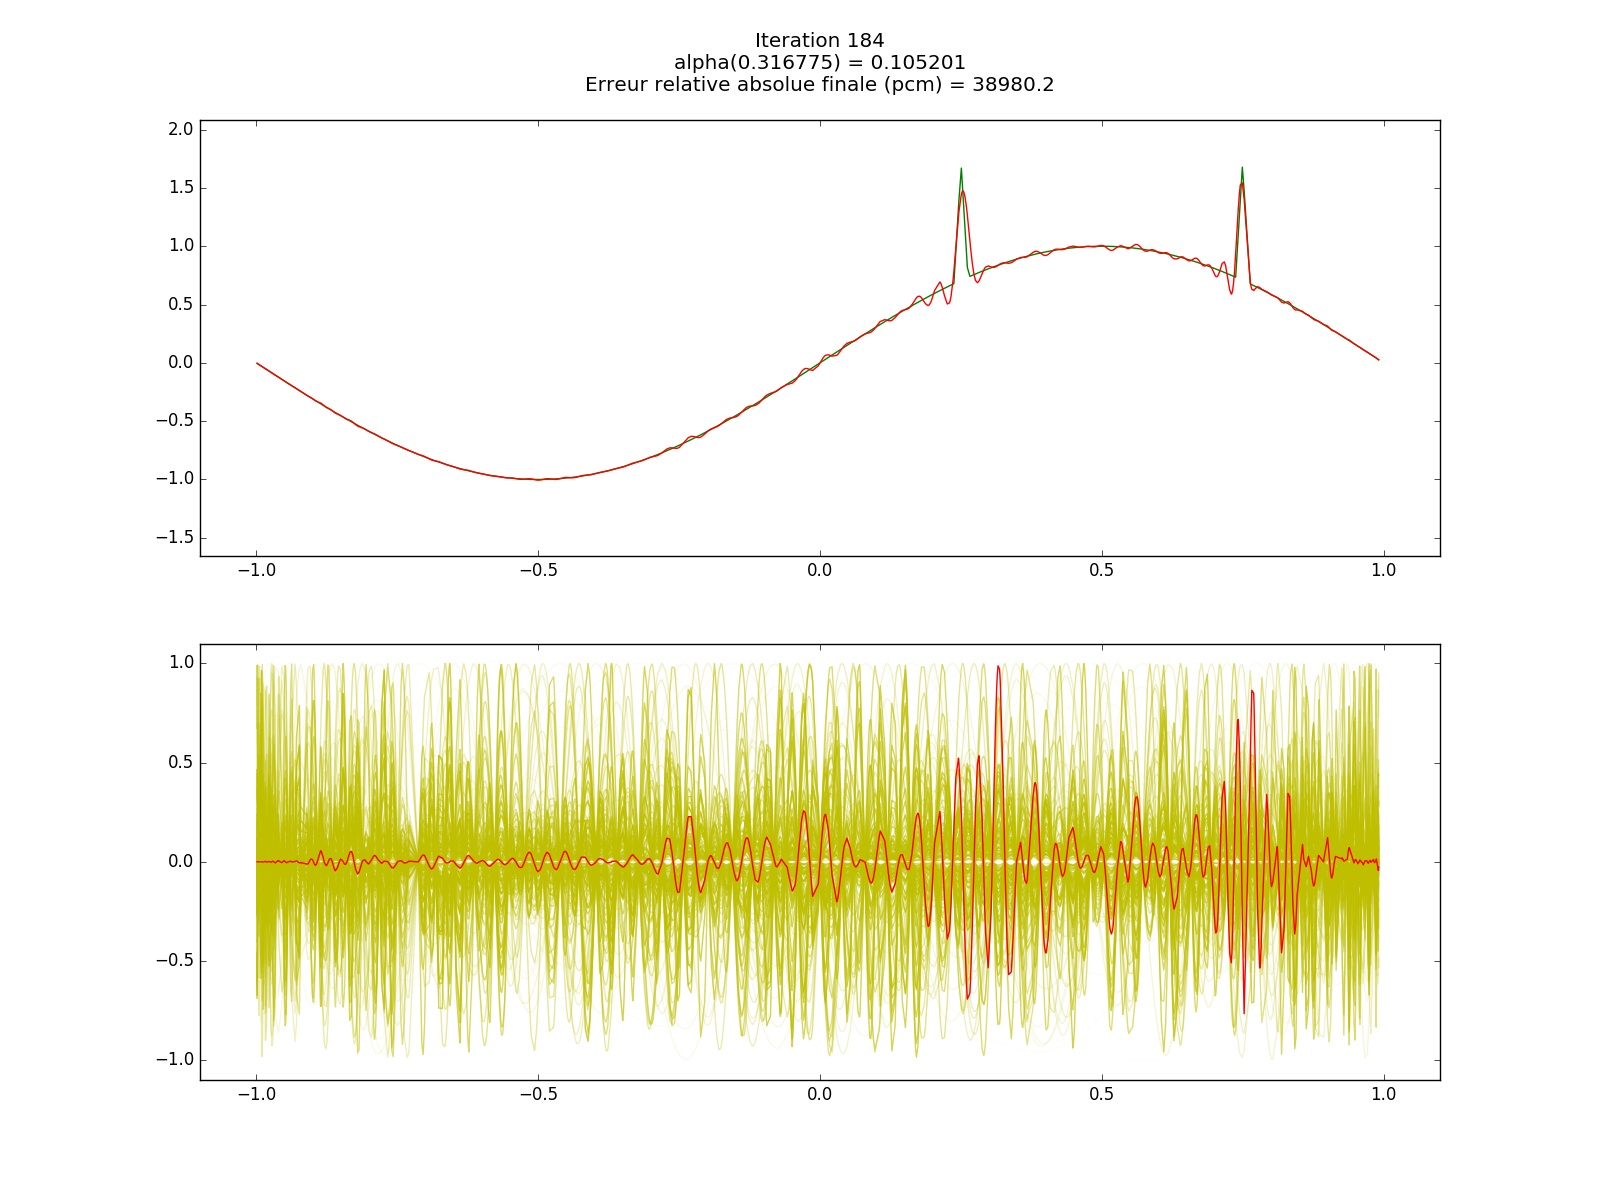 Iteration 184
alpha(0.316775) = 0.105201
Erreur relative absolue finale (pcm) = 38980.2
2.0
1.5
1.0
0.5
0.0
−0.5
−1.0
−1.5
−1.0 −0.5 0.0 0.5 1.0
1.0
0.5
0.0
−0.5
−1.0
−1.0 −0.5 0.0 0.5 1.0